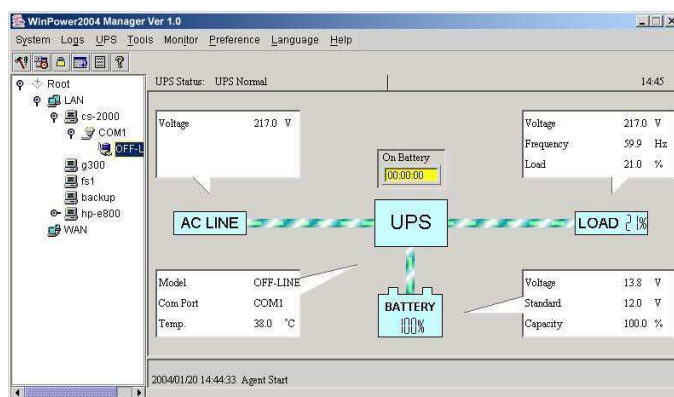 WinPower2004 Manager Ver 1.0
System Logs UPS Tools Monitor Preference Language Help
Root
LAN
cs-2000
COM1
OFF-L
g300
fs1
backup
hp-e800
WAN
UPS Status: UPS Normal 14:45
Voltage 217.0 V
On Battery
00:00:00
Voltage 217.0 V
Frequency 59.9 Hz
Load 21.0 %
AC LINE
UPS
LOAD 21%
Model OFF-LINE
Com Port COM1
Temp. 38.0 °C
BATTERY
100%
Voltage 13.8 V
Standard 12.0 V
Capacity 100.0 %
2004/01/20 14:44:33 Agent Start